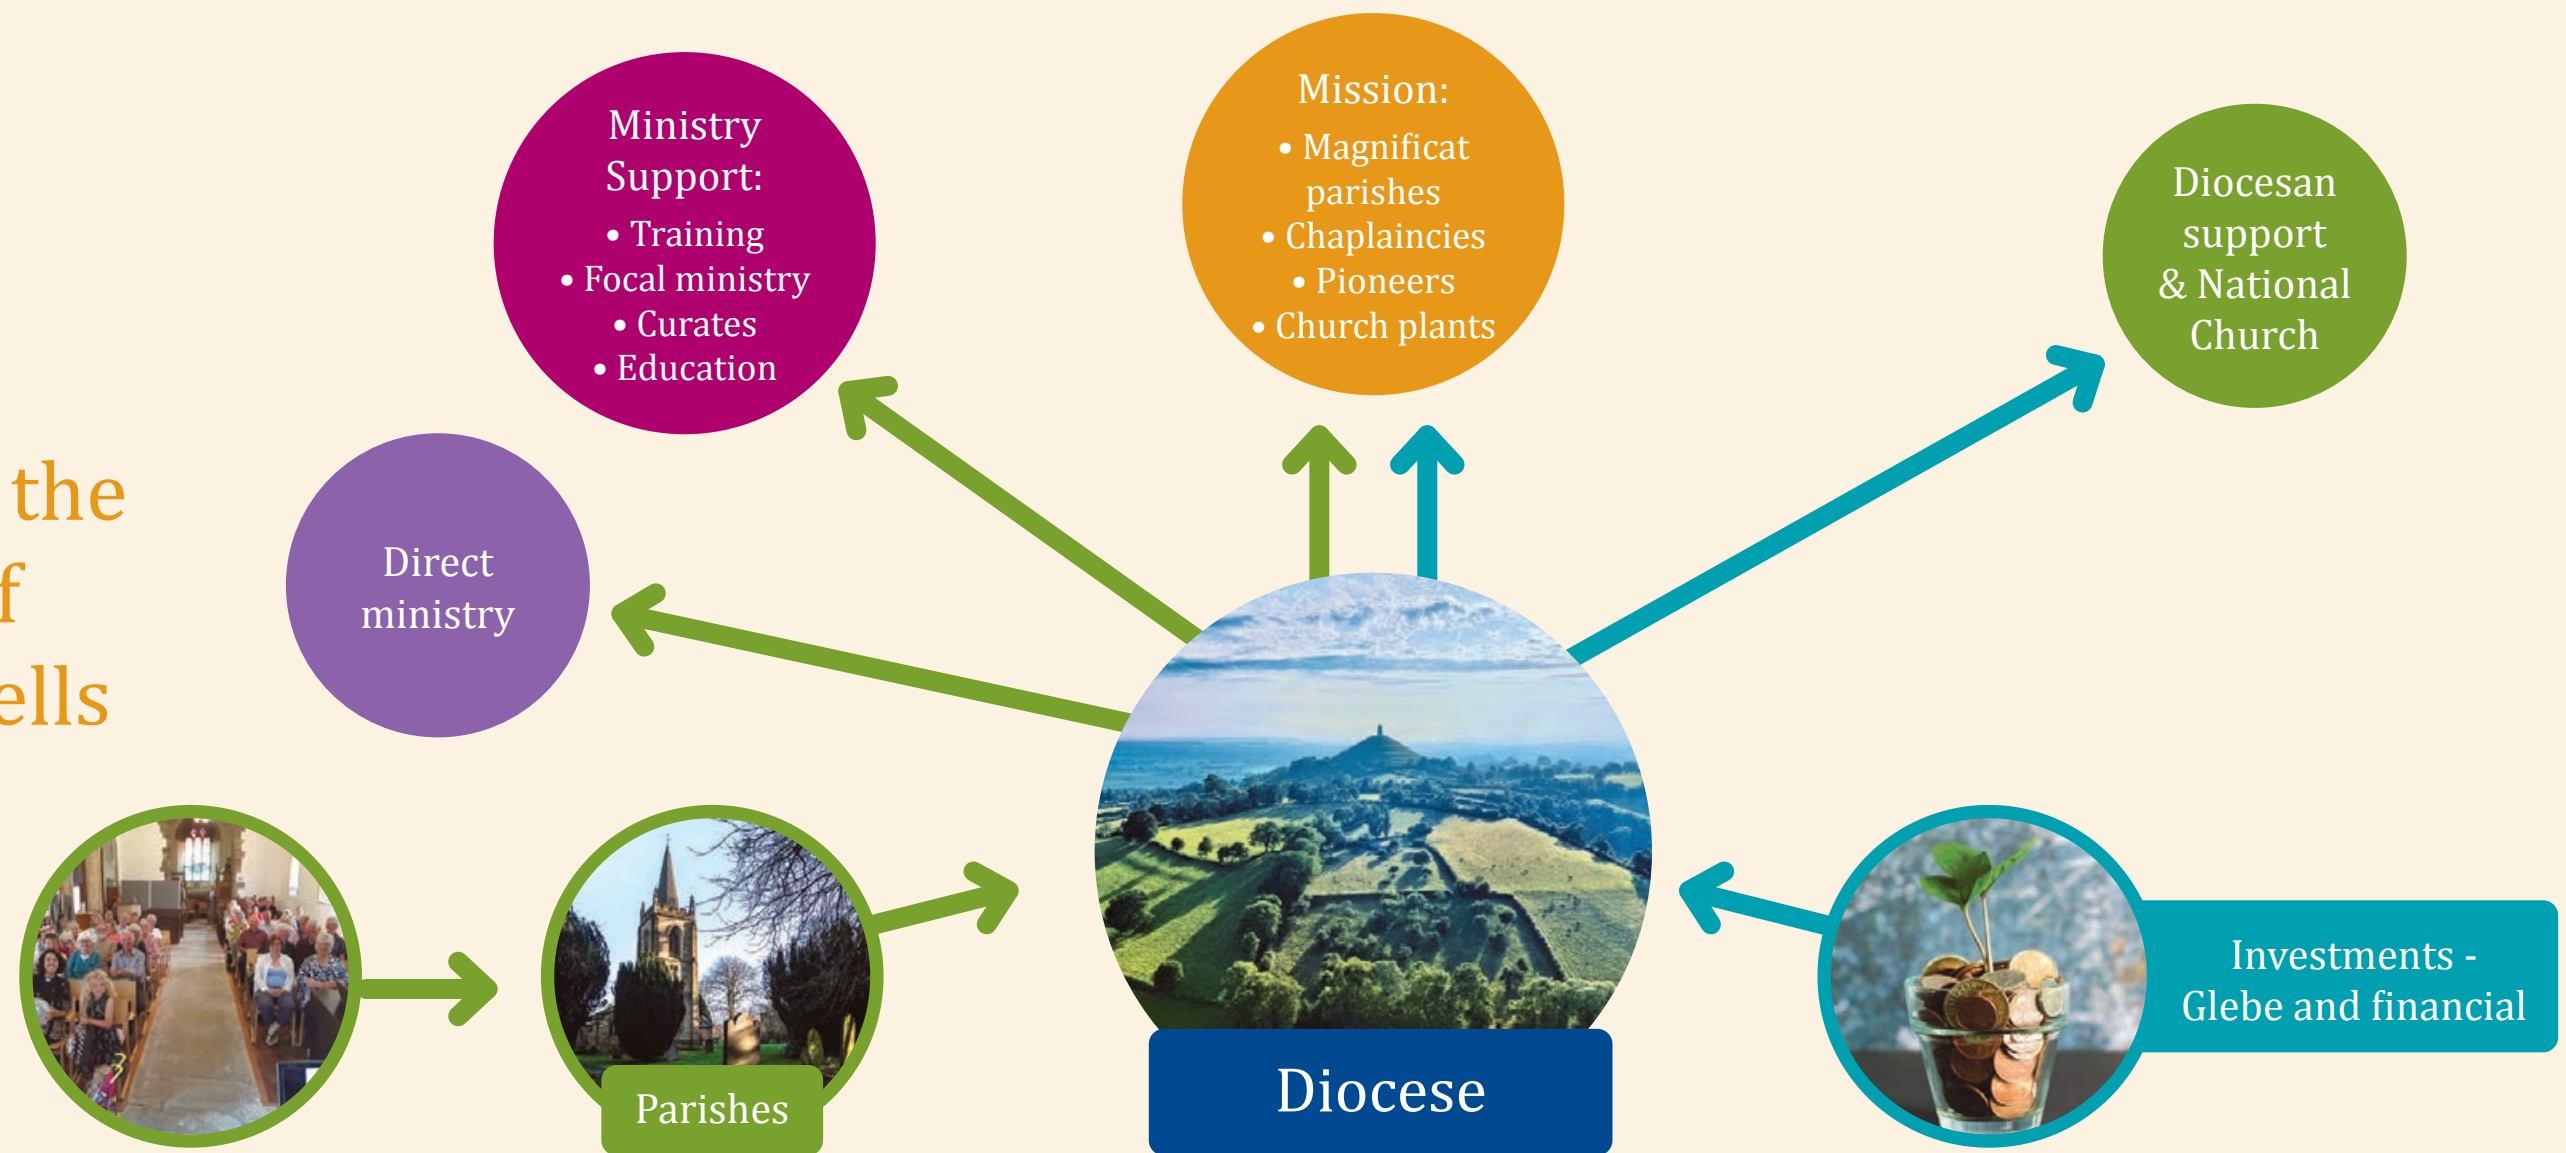 the
f
ells
Ministry
Support:
• Training
• Focal ministry
• Curates
• Education
Mission:
• Magnificat
parishes
• Chaplaincies
• Pioneers
• Church plants
Diocesan
support
& National
Church
Direct
ministry
Parishes
Diocese
Investments -
Glebe and financial